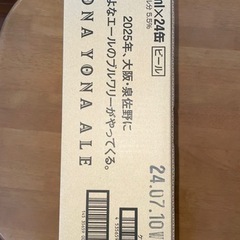 ml×24缶
ビール
分 5.5%
2025年、大阪・泉佐野に
よなエールのブルワリーがやってくる。
ONA YONA ALE
24.07.10W